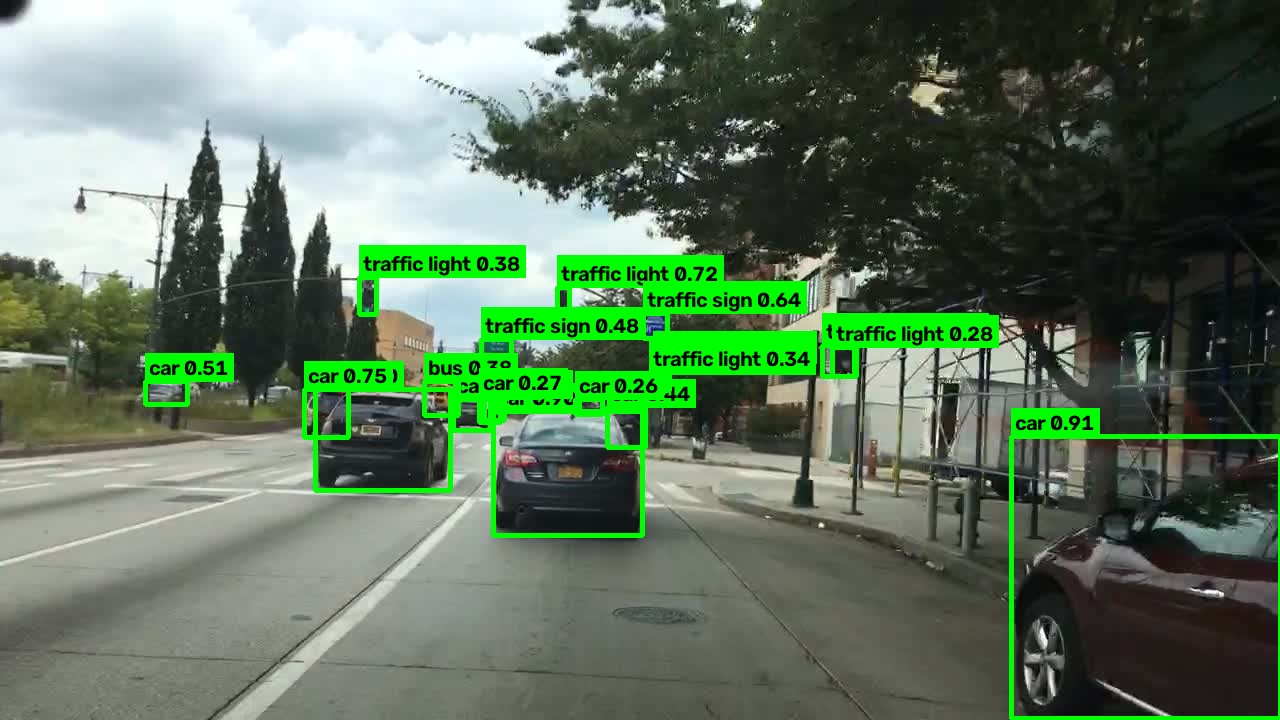 traffic light 0.38
traffic light 0.72
traffic sign 0.64
traffic sign 0.48
traffic light 0.28
traffic light 0.34
car 0.51
car 0.75
bus 0.38
car 0.27
car 0.26
car 0.91